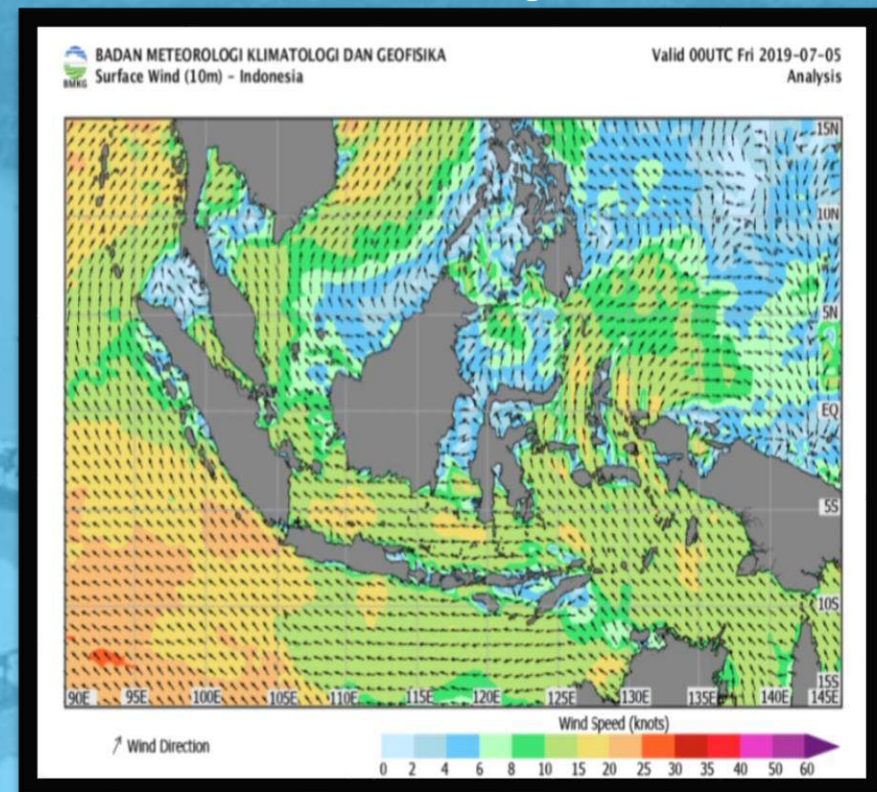 BADAN METEOROLOGI KLIMATOLOGI DAN GEOFISIKA
Surface Wind (10m) - Indonesia
BMKG
Valid 00UTC Fri 2019-07-05
Analysis
15N
10N
5N
EQ
5S
10S
15S
90E 95E 100E 105E 110E 115E 120E 125E 130E 135E 140E 145E
Wind Direction
Wind Speed (knots)
0 2 4 6 8 10 15 20 25 30 35 40 50 60